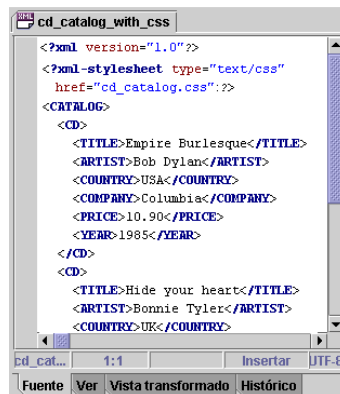 XML cd_catalog_with_css
<?xml version="1.0"?>
<?xml-stylesheet type="text/css"
href="cd_catalog.css":?>
<CATALOG>
<CD>
<TITLE>Empire Burlesque</TITLE>
<ARTIST>Bob Dylan</ARTIST>
<COUNTRY>USA</COUNTRY>
<COMPANY>Columbia</COMPANY>
<PRICE>10.90</PRICE>
<YEAR>1985</YEAR>
</CD>
<CD>
<TITLE>Hide your heart</TITLE>
<ARTIST>Bonnie Tyler</ARTIST>
<COUNTRY>UK</COUNTRY>
cd_cat... 1:1 Insertar UTF-8
Fuente Ver Vista transformado Histórico